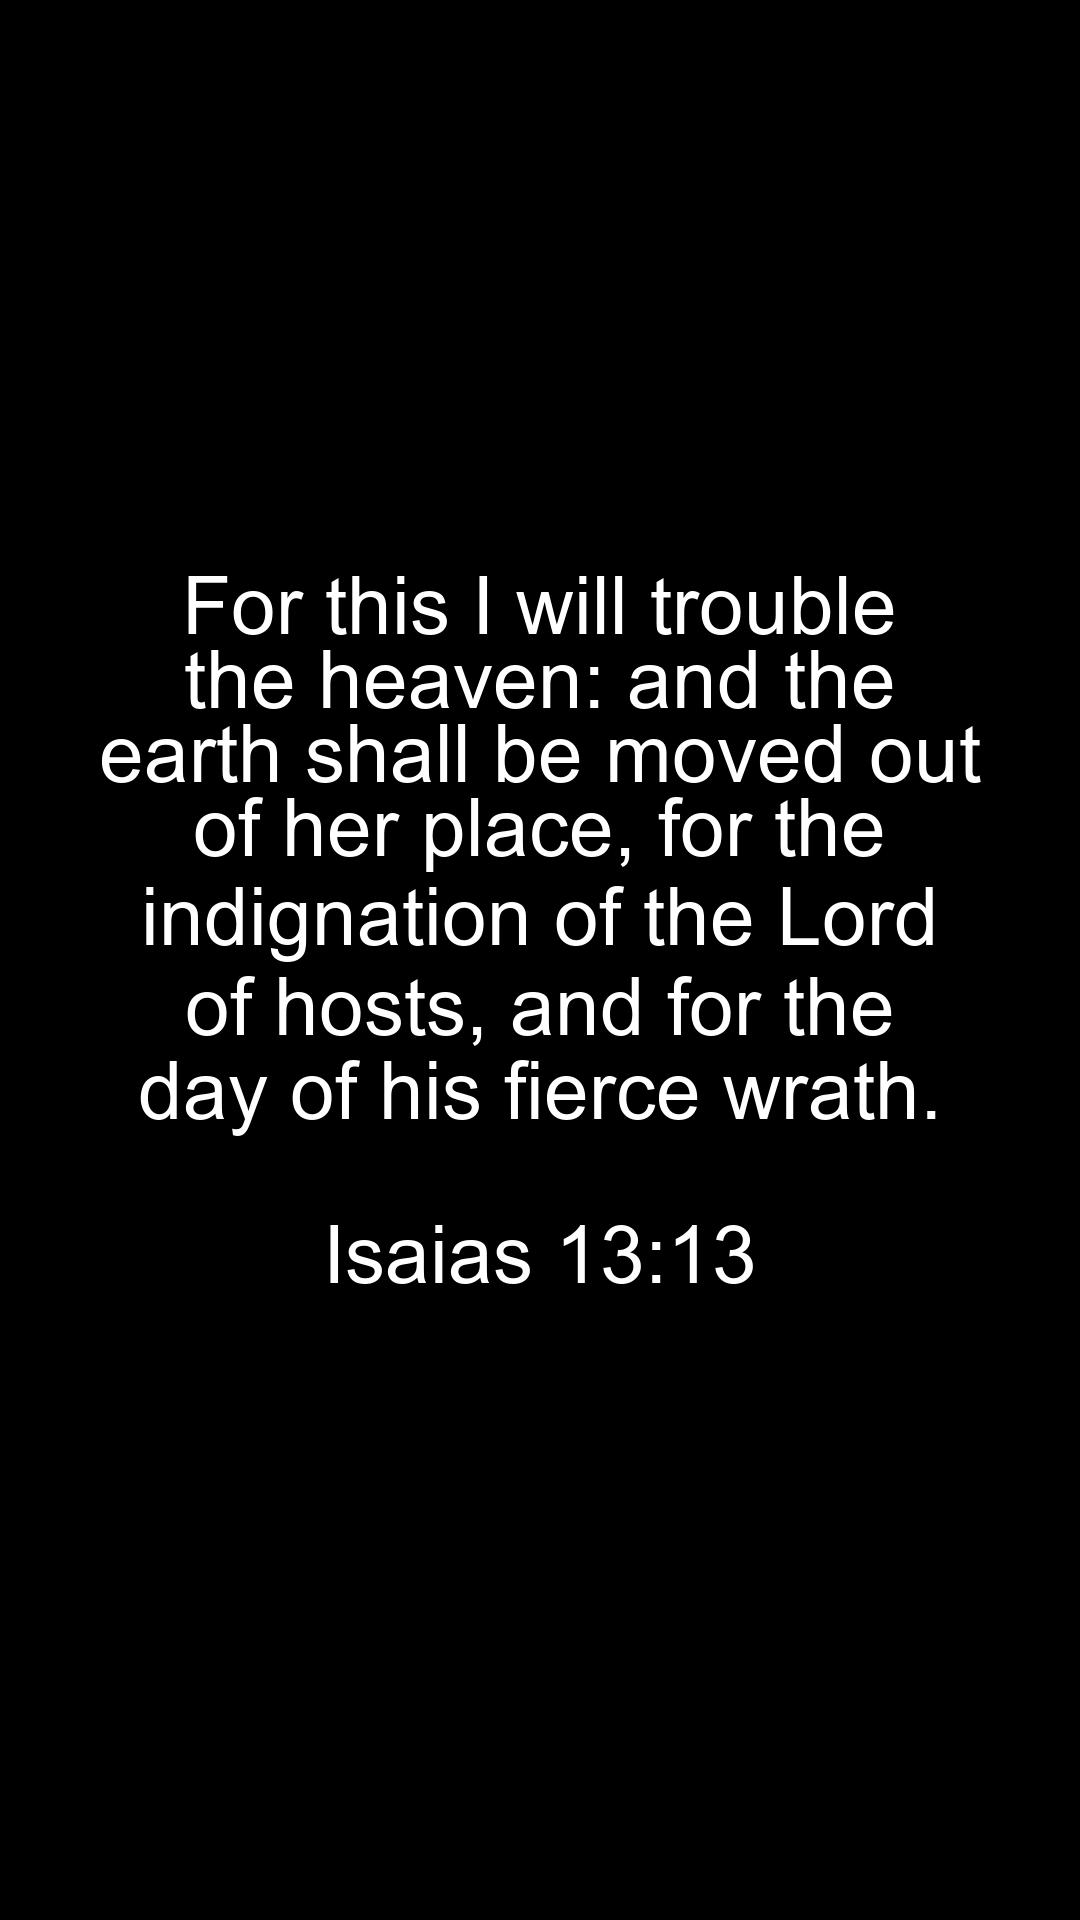 For this I will trouble
the heaven: and the
earth shall be moved out
of her place, for the
indignation of the Lord
of hosts, and for the
day of his fierce wrath.
Isaias 13:13